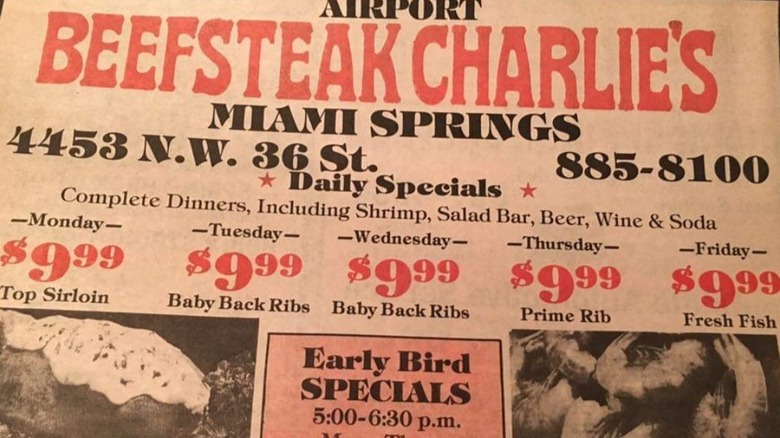 AIRPORT
BEEFSTEAK CHARLIE'S
MIAMI SPRINGS
4453 N.W. 36 St. 885-8100
★ Daily Specials ★
Complete Dinners, Including Shrimp, Salad Bar, Beer, Wine & Soda
—Monday— —Tuesday— —Wednesday— —Thursday— —Friday—
$9.99 $9.99 $9.99 $9.99 $9.99
Top Sirloin Baby Back Ribs Baby Back Ribs Prime Rib Fresh Fish
Early Bird
SPECIALS
5:00-6:30 p.m.